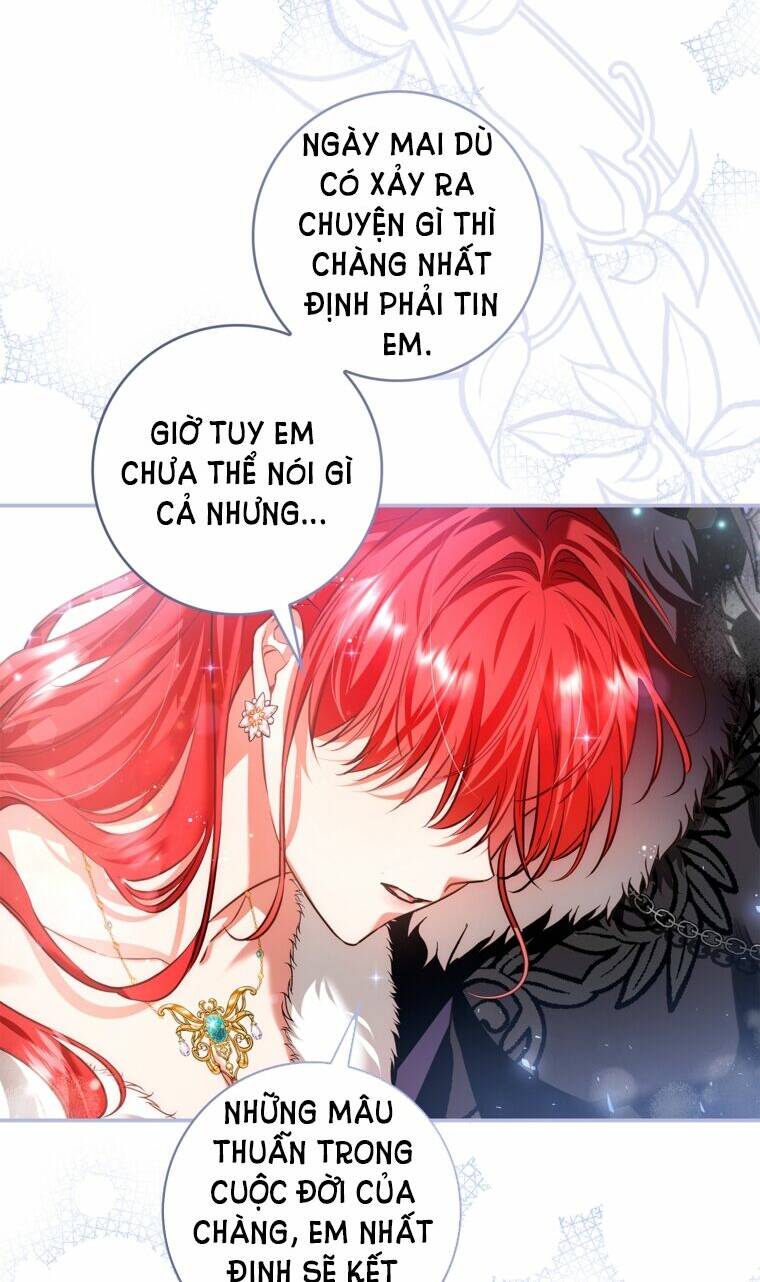 NGÀY MAI DÙ
CÓ XẢY RA
CHUYỆN GÌ THÌ
CHÀNG NHẤT
ĐỊNH PHẢI TIN
EM.
GIỜ TUY EM
CHƯA THỂ NÓI GÌ
CẢ NHƯNG...
NHỮNG MÂU
THUẪN TRONG
CUỘC ĐỜI CỦA
CHÀNG, EM NHẤT
ĐỊNH SẼ KẾT